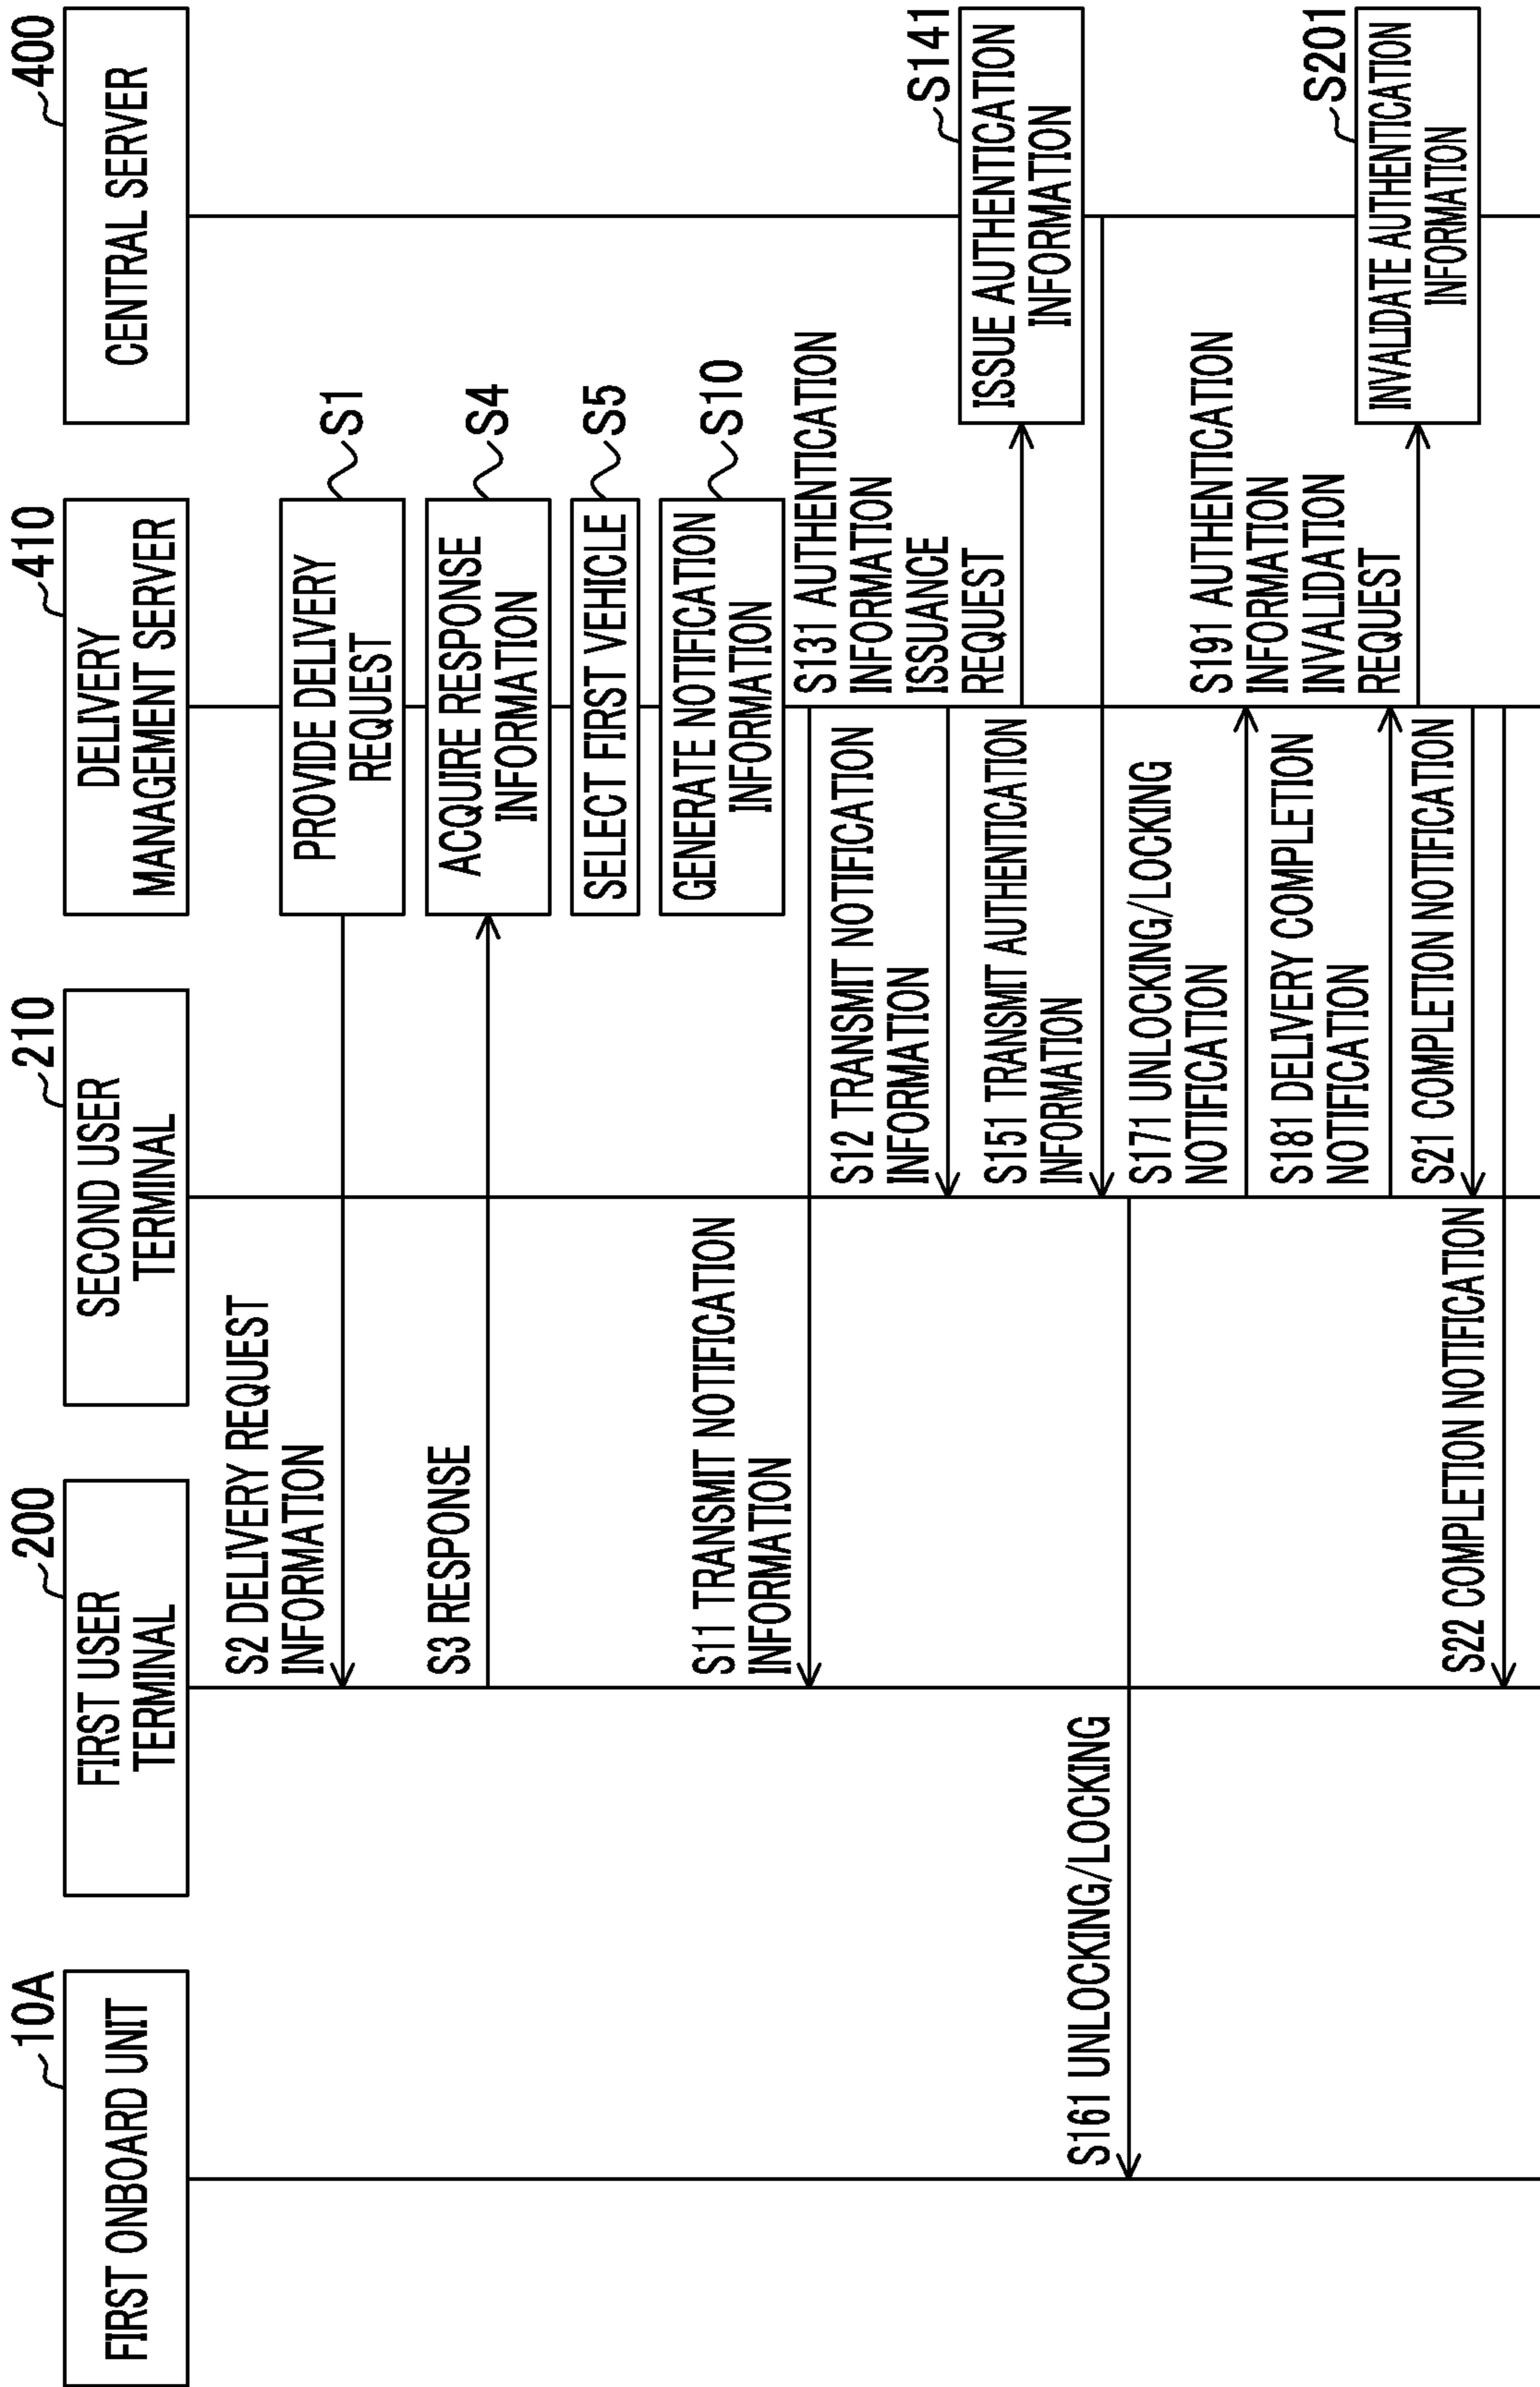 10A
FIRST ONBOARD UNIT
200
FIRST USER
TERMINAL
210
SECOND USER
TERMINAL
410
DELIVERY
MANAGEMENT SERVER
400
CENTRAL SERVER
S2 DELIVERY REQUEST
INFORMATION
PROVIDE DELIVERY
REQUEST
S1
S3 RESPONSE
ACQUIRE RESPONSE
INFORMATION
S4
SELECT FIRST VEHICLE
S5
GENERATE NOTIFICATION
INFORMATION
S10
S11 TRANSMIT NOTIFICATION
INFORMATION
S12 TRANSMIT NOTIFICATION
INFORMATION
S131 AUTHENTICATION
INFORMATION
ISSUANCE
REQUEST
S141
ISSUE AUTHENTICATION
INFORMATION
S151 TRANSMIT AUTHENTICATION
INFORMATION
S161 UNLOCKING/LOCKING
S171 UNLOCKING/LOCKING
NOTIFICATION
S181 DELIVERY COMPLETION
NOTIFICATION
S191 AUTHENTICATION
INFORMATION
INVALIDATION
REQUEST
S201
INVALIDATE AUTHENTICATION
INFORMATION
S21 COMPLETION NOTIFICATION
S22 COMPLETION NOTIFICATION